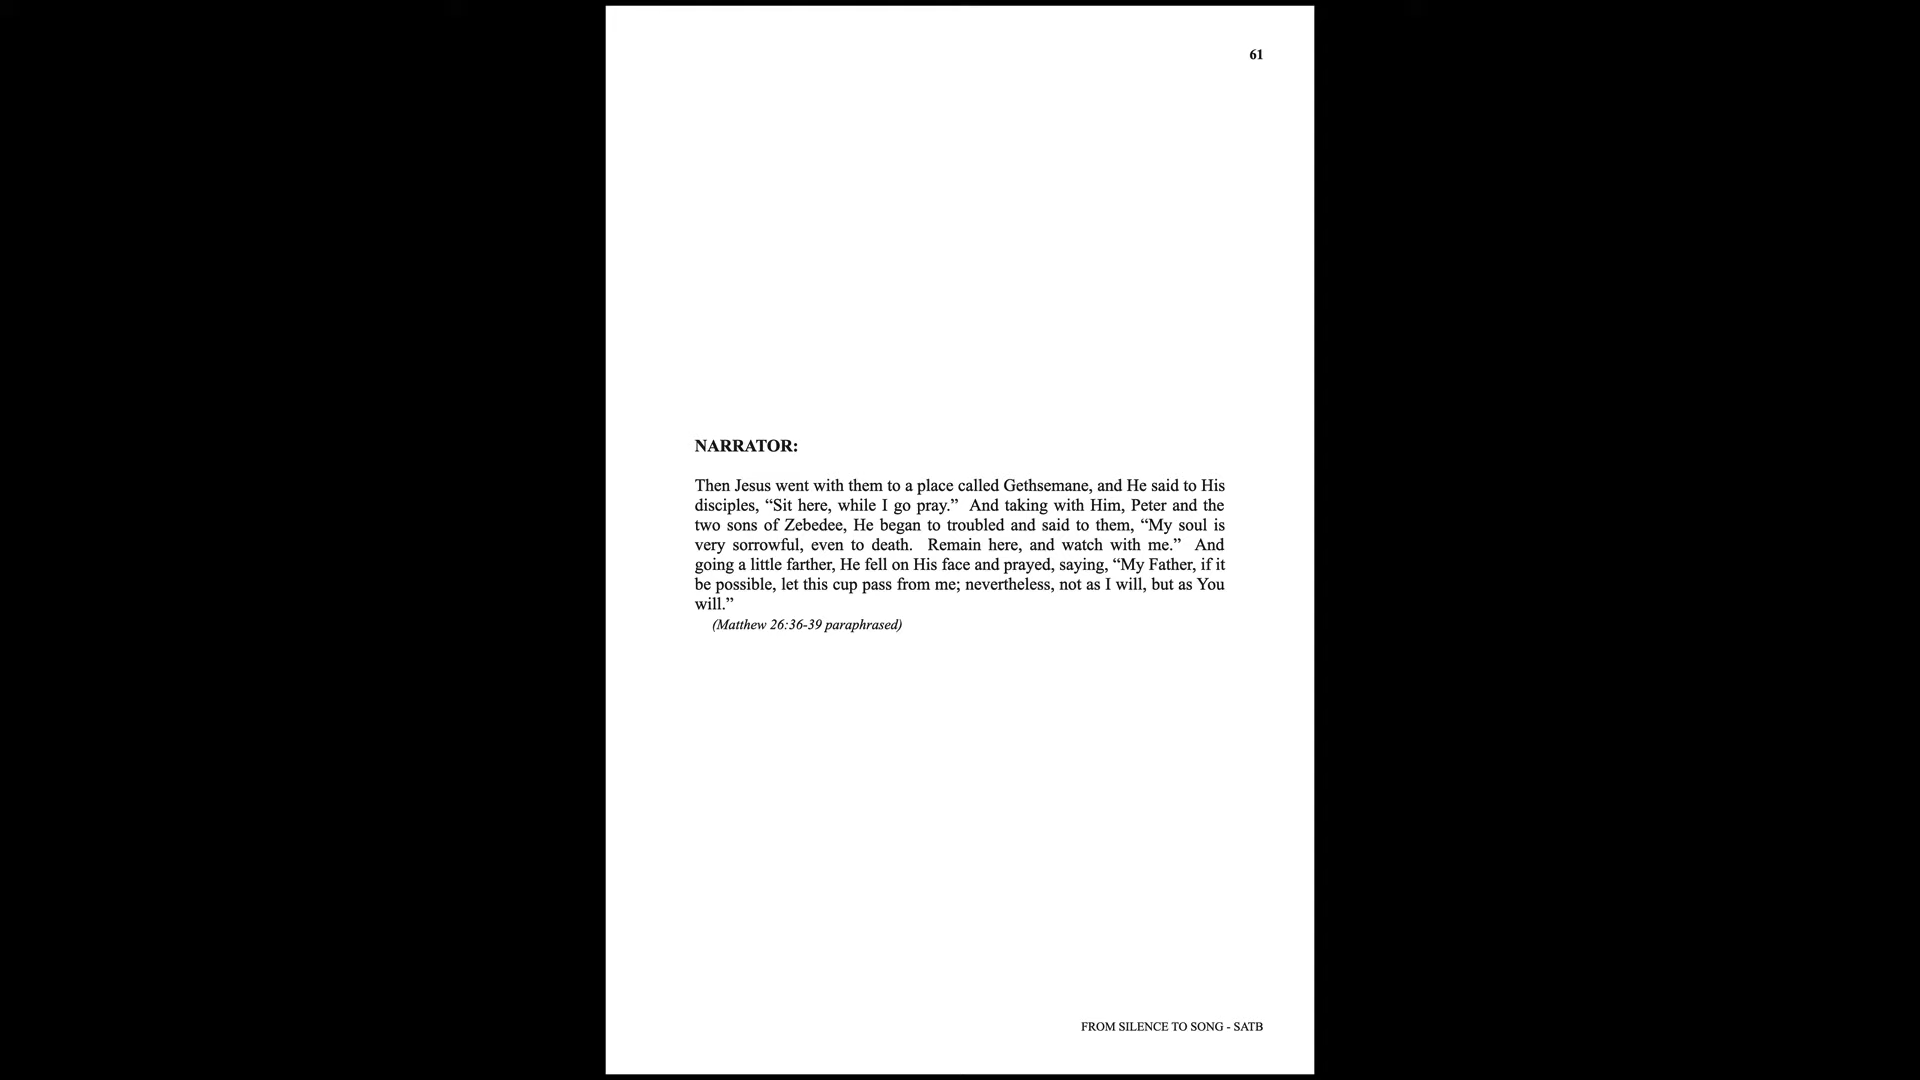 61
NARRATOR:
Then Jesus went with them to a place called Gethsemane, and He said to His
disciples, “Sit here, while I go pray.”  And taking with Him, Peter and the
two sons of Zebedee, He began to troubled and said to them, “My soul is
very sorrowful, even to death.  Remain here, and watch with me.”  And
going a little farther, He fell on His face and prayed, saying, “My Father, if it
be possible, let this cup pass from me; nevertheless, not as I will, but as You
will.”
(Matthew 26:36-39 paraphrased)
FROM SILENCE TO SONG - SATB